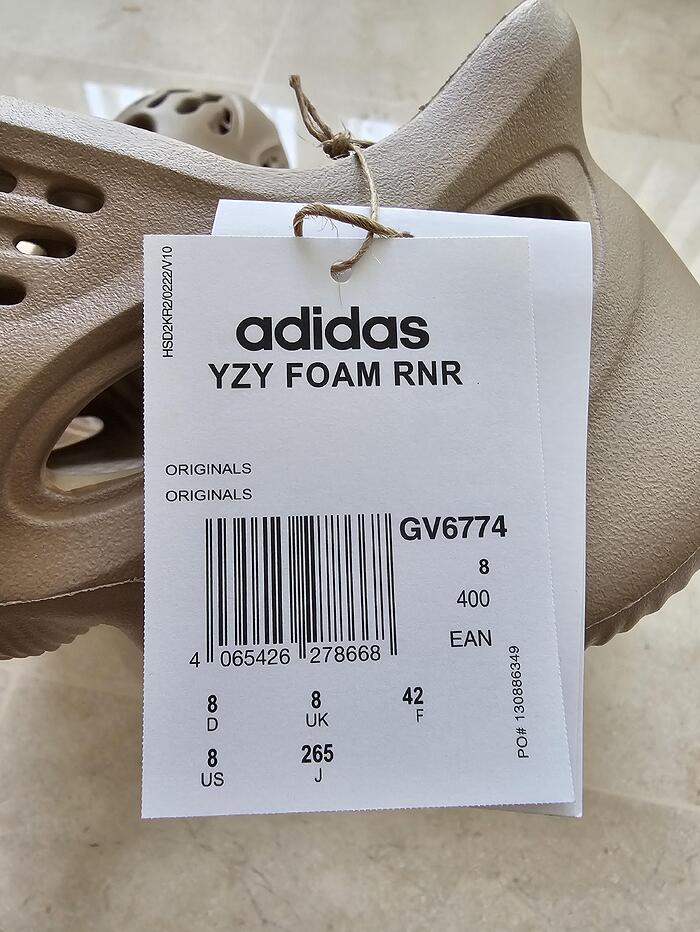 HSD2KR2/0222/V10
adidas
YZY FOAM RNR
ORIGINALS
ORIGINALS
GV6774
8
400
EAN
4 065426 278668
8 8 42
D UK F
8 265
US J
PO# 130886349